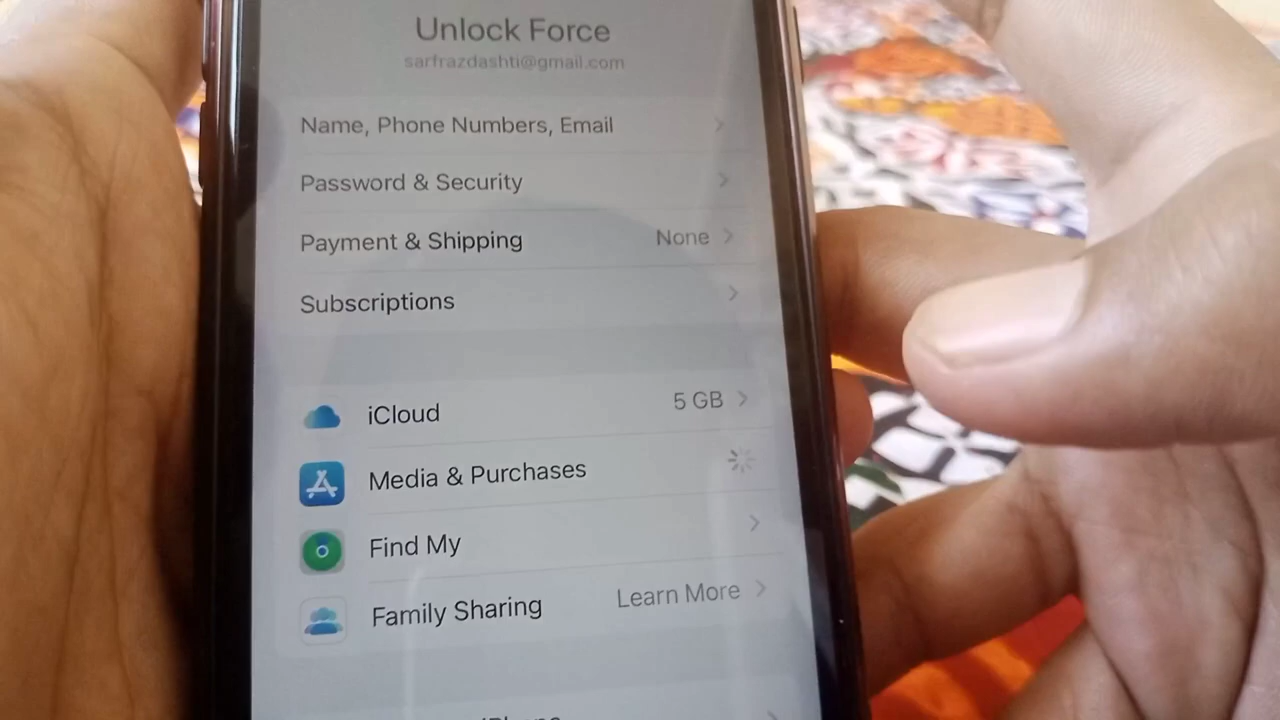 Unlock Force
sarfrazdashti@gmail.com
Name, Phone Numbers, Email
Password & Security
Payment & Shipping None
Subscriptions
iCloud 5 GB
Media & Purchases
Find My
Family Sharing Learn More